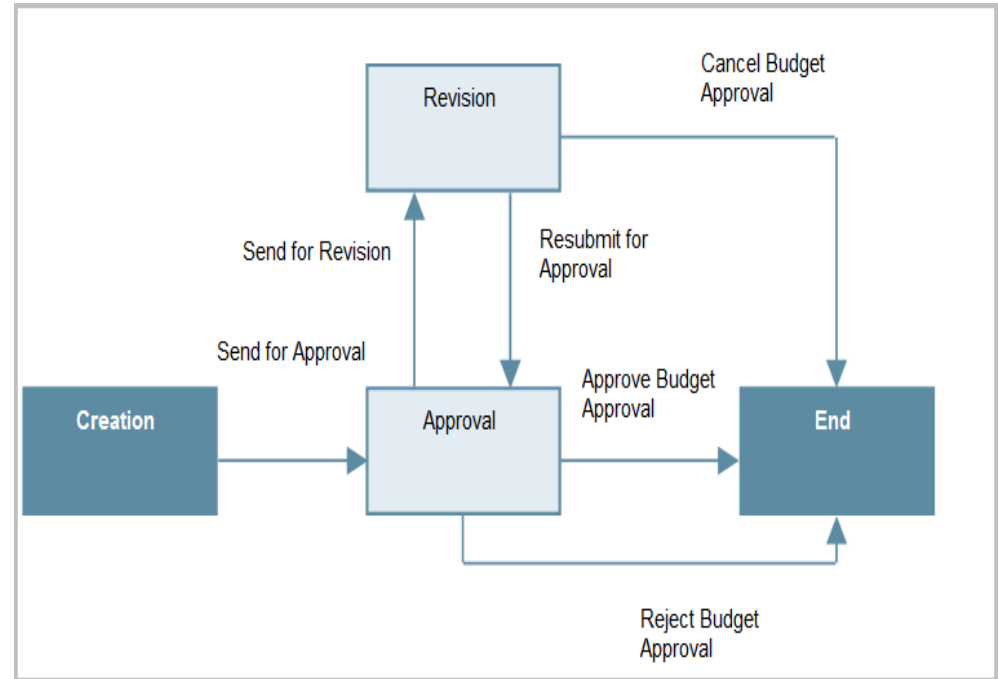 Cancel Budget
Approval
Revision
Send for Revision
Resubmit for
Approval
Send for Approval
Approve Budget
Approval
Creation
Approval
End
Reject Budget
Approval